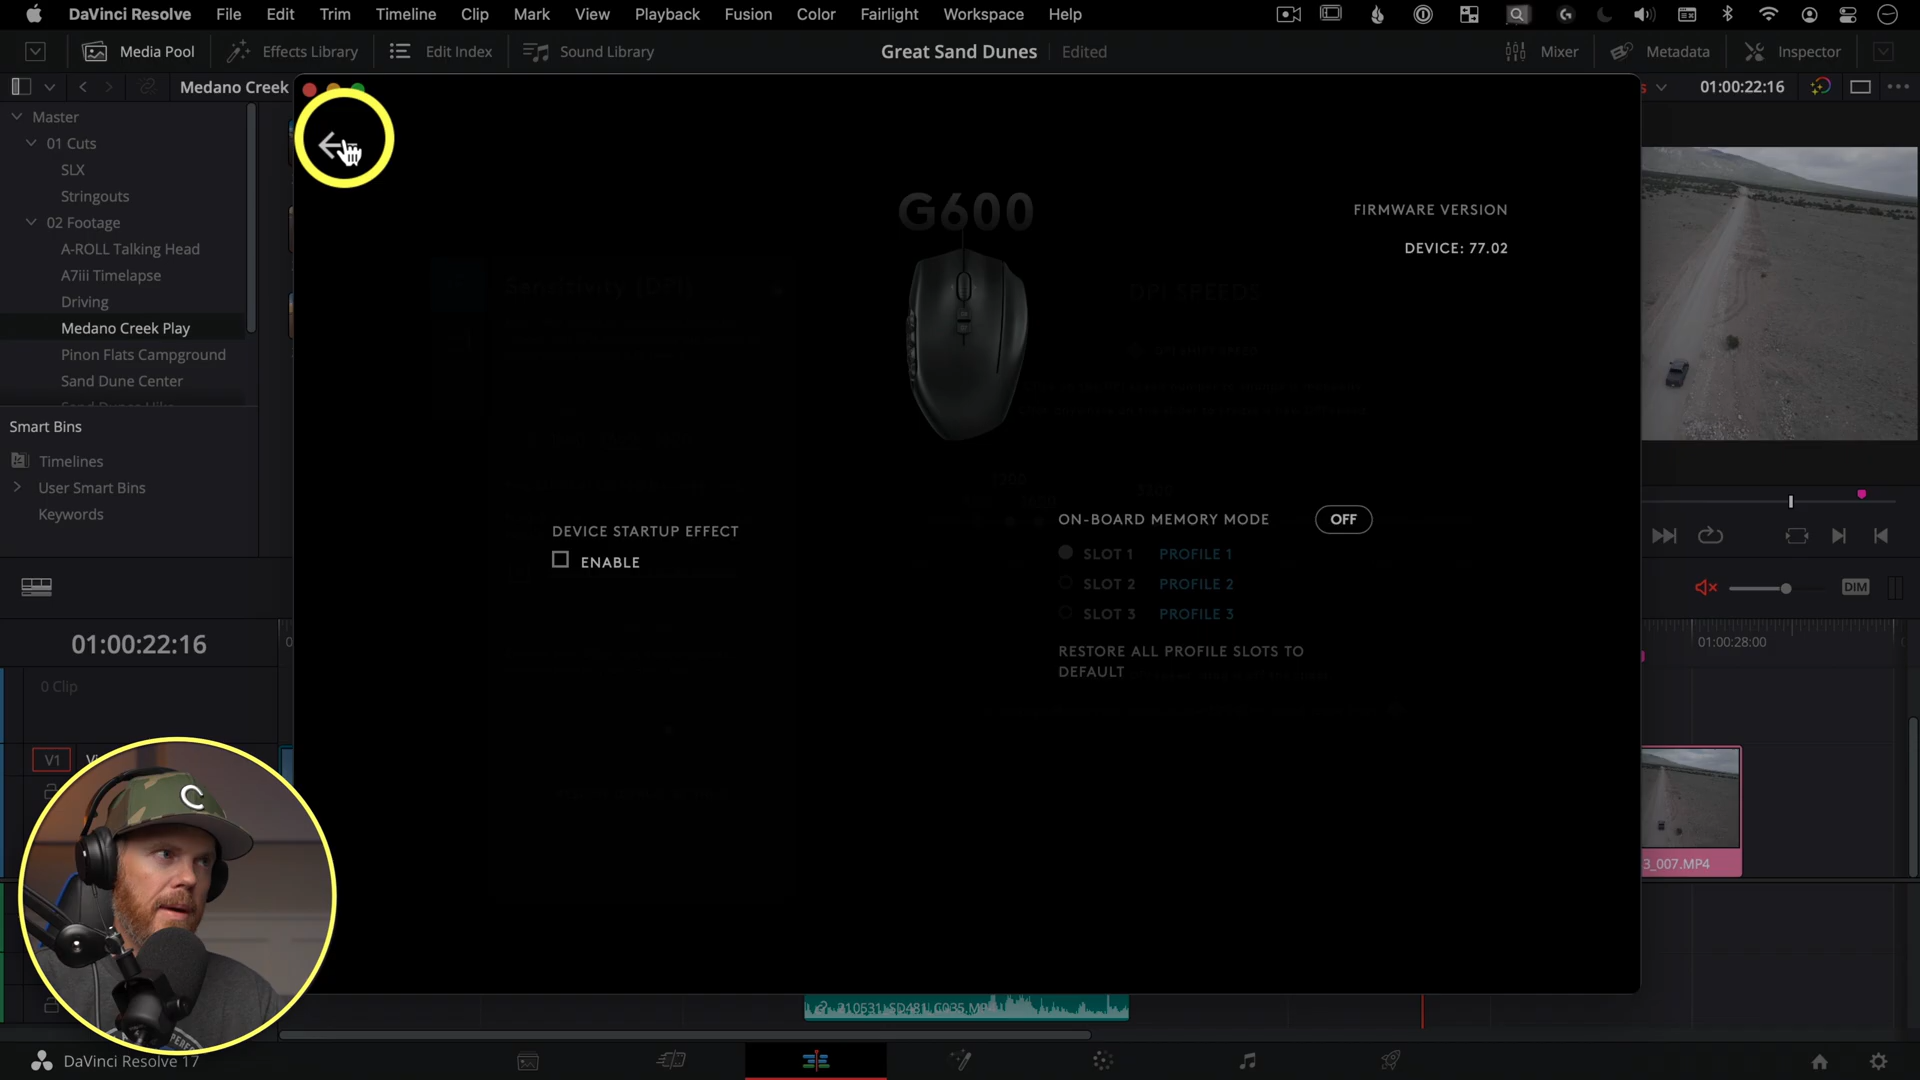 DaVinci Resolve File Edit Trim Timeline Clip Mark View Playback Fusion Color Fairlight Workspace Help
Media Pool Effects Library Edit Index Sound Library Great Sand Dunes Edited Mixer Metadata Inspector
Medano Creek 01:00:22:16
Master
01 Cuts
SLX
Stringouts
02 Footage
A-ROLL Talking Head
A7iii Timelapse
Driving
Medano Creek Play
Pinon Flats Campground
Sand Dune Center
Smart Bins
Timelines
User Smart Bins
Keywords
G600
FIRMWARE VERSION
DEVICE: 77.02
Sensitivity (DPI)
DPI SPEEDS
DEVICE STARTUP EFFECT
ENABLE
ON-BOARD MEMORY MODE OFF
SLOT 1 PROFILE 1
SLOT 2 PROFILE 2
SLOT 3 PROFILE 3
RESTORE ALL PROFILE SLOTS TO
DEFAULT
DIM
01:00:22:16
01:00:28:00
0 Clip
V1
3_007.MP4
DaVinci Resolve 17